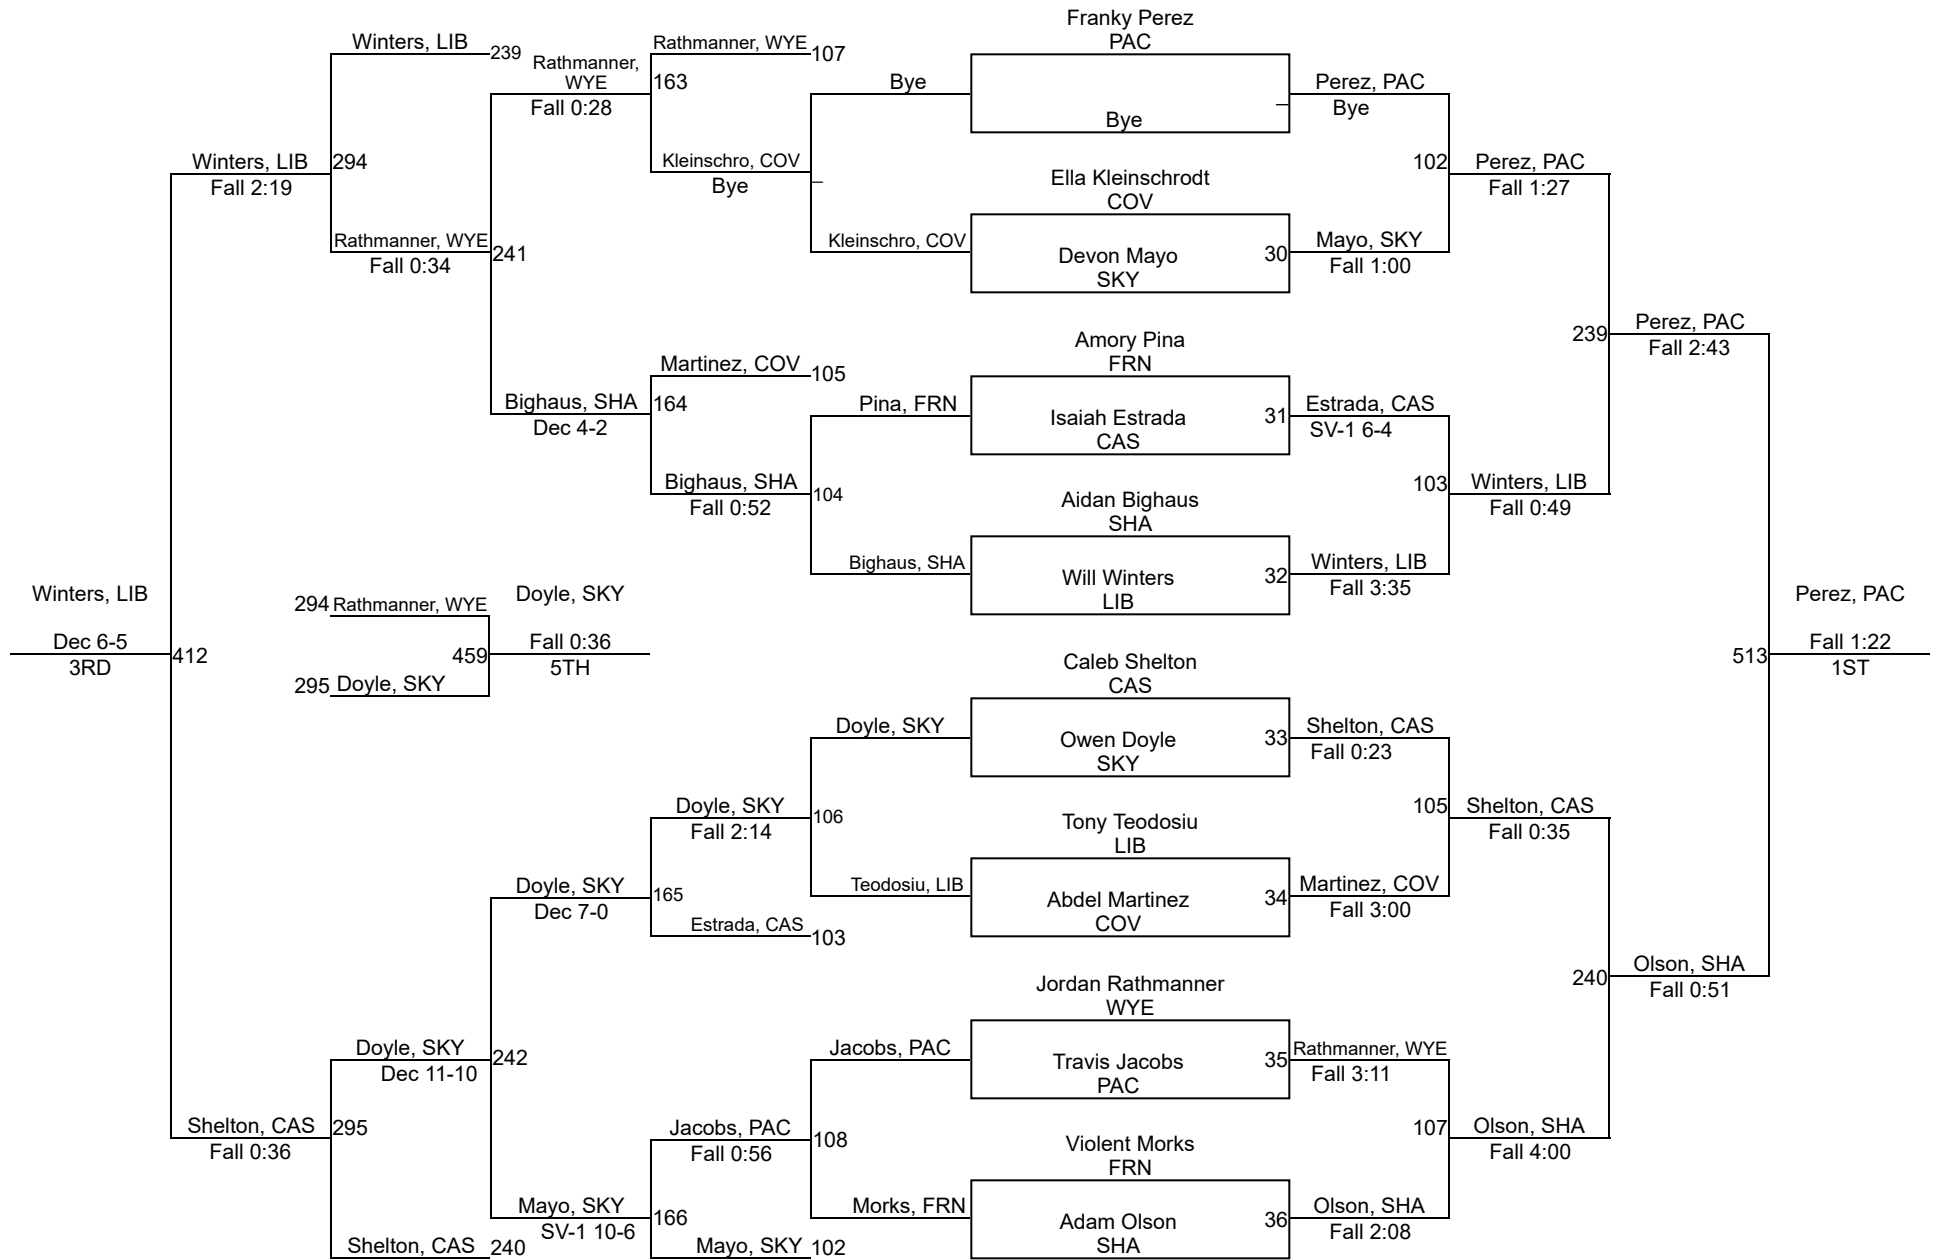 Franky Perez
PAC
Winters, LIB
239
Rathmanner, WYE
107
Rathmanner,
WYE
163
Bye
Perez, PAC
Fall 0:28
Bye
Bye
Winters, LIB
294
Kleinschro, COV
102
Perez, PAC
Fall 2:19
Bye
Ella Kleinschrodt
COV
Fall 1:27
Rathmanner, WYE
241
Kleinschro, COV
Devon Mayo
SKY
30
Mayo, SKY
Fall 0:34
Fall 1:00
Amory Pina
FRN
239
Perez, PAC
Fall 2:43
Martinez, COV
105
Bighaus, SHA
164
Pina, FRN
Isaiah Estrada
CAS
31
Estrada, CAS
Dec 4-2
SV-1 6-4
Bighaus, SHA
104
Aidan Bighaus
SHA
103
Winters, LIB
Fall 0:52
Fall 0:49
Bighaus, SHA
Will Winters
LIB
32
Winters, LIB
Fall 3:35
Winters, LIB
294
Rathmanner, WYE
Doyle, SKY
Perez, PAC
Dec 6-5
412
459
Fall 0:36
513
Fall 1:22
3RD
5TH
1ST
295
Doyle, SKY
Caleb Shelton
CAS
Doyle, SKY
Owen Doyle
SKY
33
Shelton, CAS
Fall 0:23
Doyle, SKY
106
Tony Teodosiu
LIB
105
Shelton, CAS
Fall 2:14
Fall 0:35
Doyle, SKY
165
Teodosiu, LIB
Abdel Martinez
COV
34
Martinez, COV
Dec 7-0
Fall 3:00
Estrada, CAS
103
Jordan Rathmanner
WYE
240
Olson, SHA
Fall 0:51
Doyle, SKY
242
Jacobs, PAC
Travis Jacobs
PAC
35
Rathmanner, WYE
Dec 11-10
Fall 3:11
Shelton, CAS
295
Jacobs, PAC
108
Violent Morks
FRN
107
Olson, SHA
Fall 0:36
Fall 0:56
Fall 4:00
Mayo, SKY
166
Morks, FRN
Adam Olson
SHA
36
Olson, SHA
SV-1 10-6
Fall 2:08
Shelton, CAS
240
Mayo, SKY
102